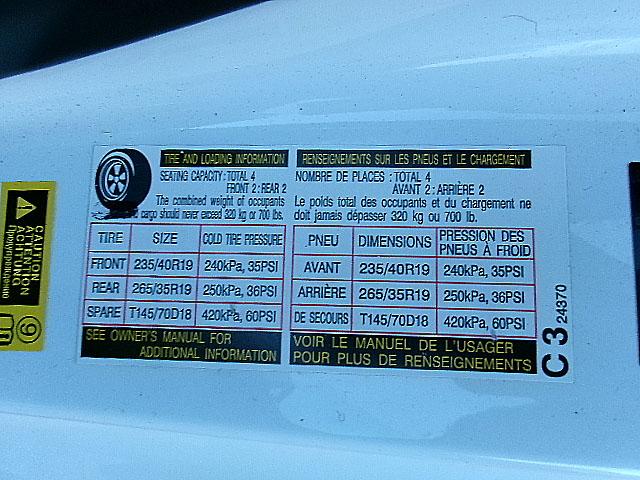 TIRE AND LOADING INFORMATION
SEATING CAPACITY: TOTAL 4
FRONT 2: REAR 2
The combined weight of occupants
cargo should never exceed 320 kg or 700 lbs.
TIRE SIZE COLD TIRE PRESSURE
FRONT 235/40R19 240kPa, 35PSI
REAR 265/35R19 250kPa, 36PSI
SPARE T145/70D18 420kPa, 60PSI
SEE OWNER'S MANUAL FOR
ADDITIONAL INFORMATION
RENSEIGNEMENTS SUR LES PNEUS ET LE CHARGEMENT
NOMBRE DE PLACES : TOTAL 4
AVANT 2 : ARRIÈRE 2
Le poids total des occupants et du chargement ne
doit jamais dépasser 320 kg ou 700 lb.
PNEU DIMENSIONS PRESSION DES
PNEUS À FROID
AVANT 235/40R19 240kPa, 35PSI
ARRIÈRE 265/35R19 250kPa, 36PSI
DE SECOURS T145/70D18 420kPa, 60PSI
VOIR LE MANUEL DE L'USAGER
POUR PLUS DE RENSEIGNEMENTS
C 3 24370
CAUTION
ATTENTION